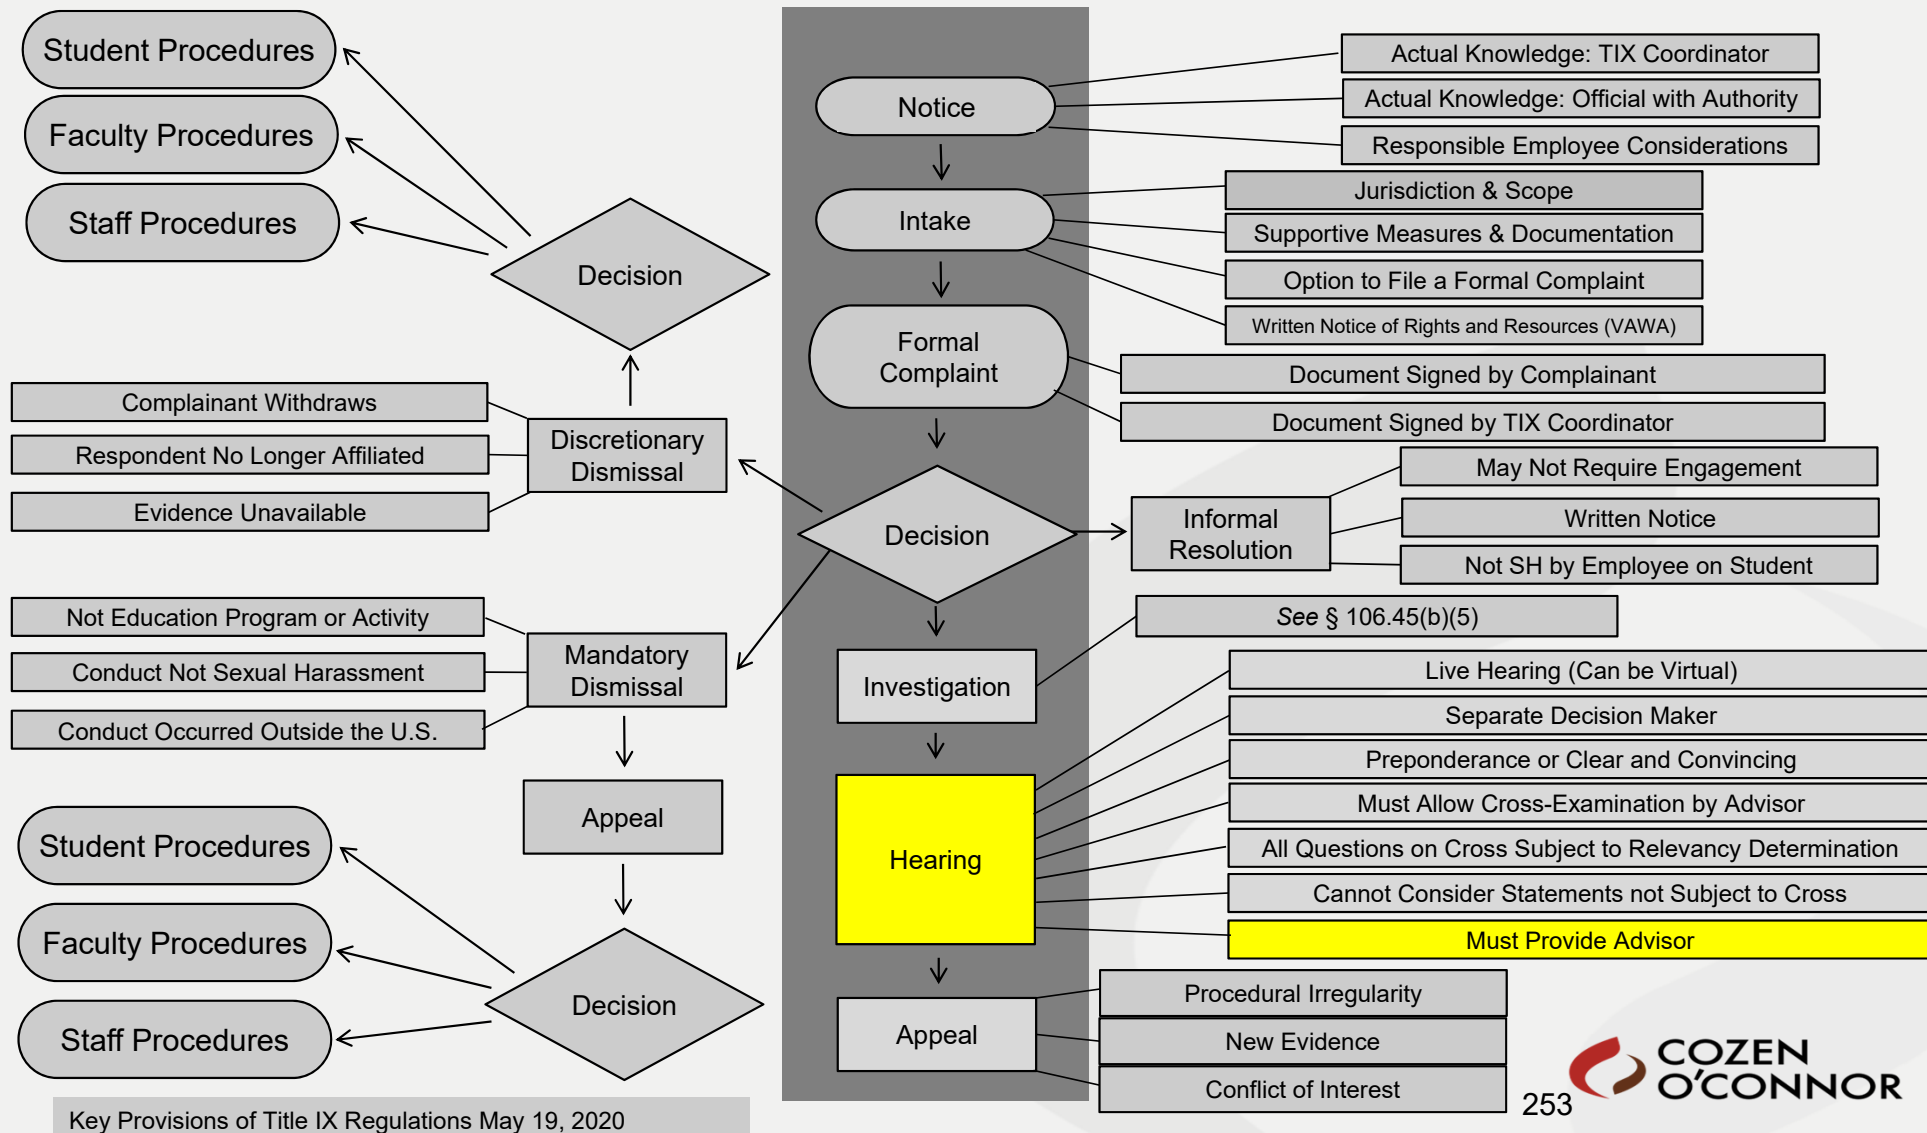 Student Procedures
Faculty Procedures
Staff Procedures
Decision
Complainant Withdraws
Respondent No Longer Affiliated
Evidence Unavailable
Discretionary
Dismissal
Not Education Program or Activity
Conduct Not Sexual Harassment
Conduct Occurred Outside the U.S.
Mandatory
Dismissal
Appeal
Student Procedures
Faculty Procedures
Staff Procedures
Decision
Key Provisions of Title IX Regulations May 19, 2020
Notice
Actual Knowledge: TIX Coordinator
Actual Knowledge: Official with Authority
Responsible Employee Considerations
Intake
Jurisdiction & Scope
Supportive Measures & Documentation
Option to File a Formal Complaint
Written Notice of Rights and Resources (VAWA)
Formal
Complaint
Document Signed by Complainant
Document Signed by TIX Coordinator
Decision
Informal
Resolution
May Not Require Engagement
Written Notice
Not SH by Employee on Student
Investigation
See § 106.45(b)(5)
Hearing
Live Hearing (Can be Virtual)
Separate Decision Maker
Preponderance or Clear and Convincing
Must Allow Cross-Examination by Advisor
All Questions on Cross Subject to Relevancy Determination
Cannot Consider Statements not Subject to Cross
Must Provide Advisor
Appeal
Procedural Irregularity
New Evidence
Conflict of Interest
253
COZEN
O'CONNOR